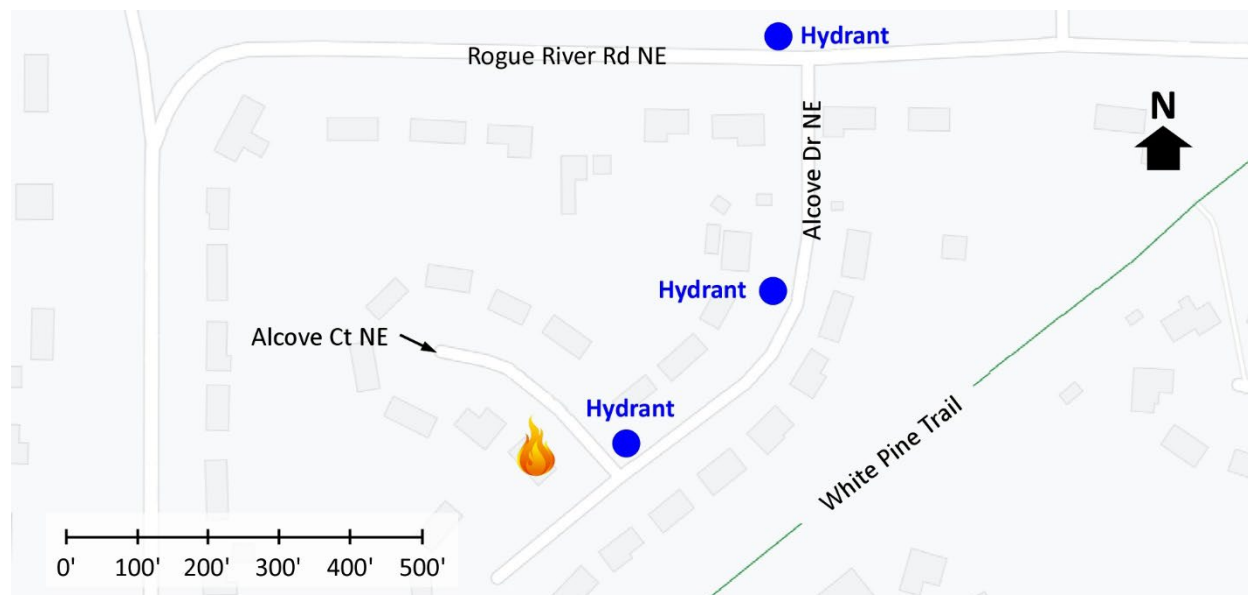 Hydrant
Rogue River Rd NE
N
Alcove Dr NE
Hydrant
Alcove Ct NE
Hydrant
White Pine Trail
0' 100' 200' 300' 400' 500'